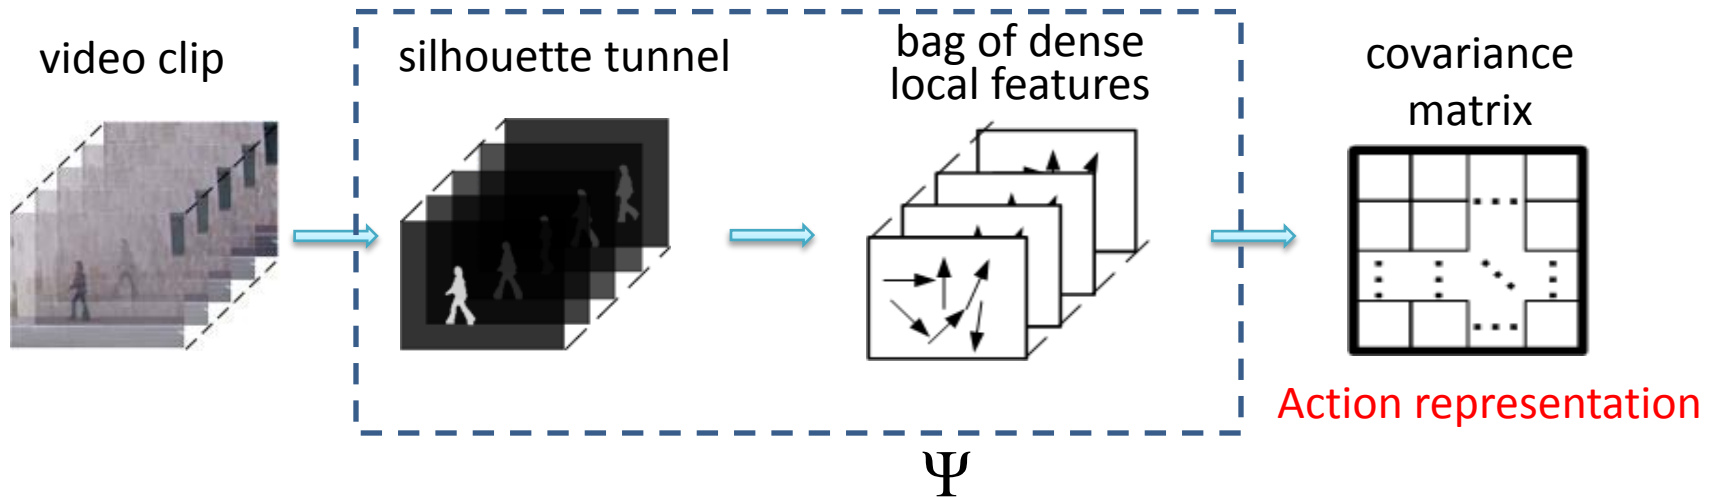 video clip
silhouette tunnel
bag of dense
local features
covariance
matrix
Action representation
Ψ